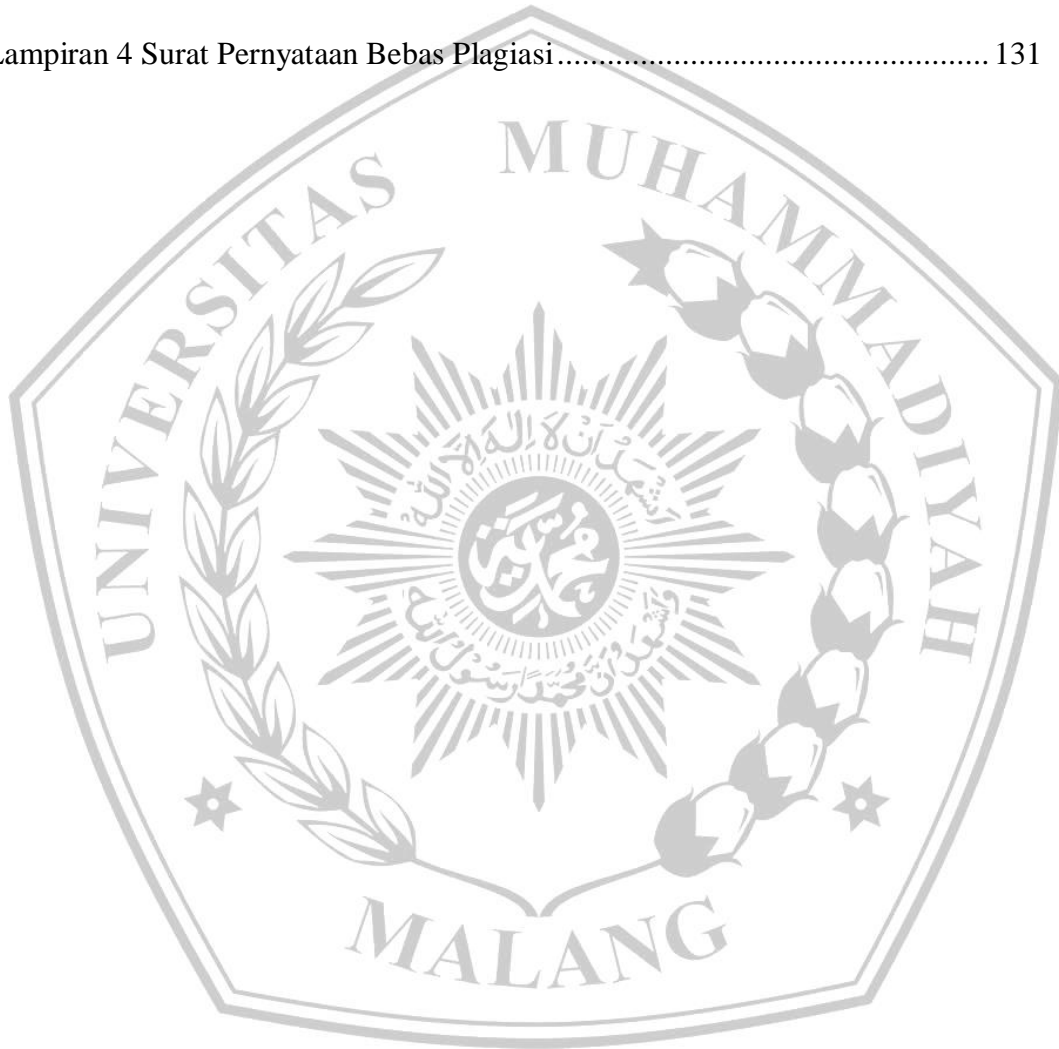 Lampiran 4 Surat Pernyataan Bebas Plagiasi.................................................... 131
UNIVERSITAS MUHAMMADIYAH
MALANG